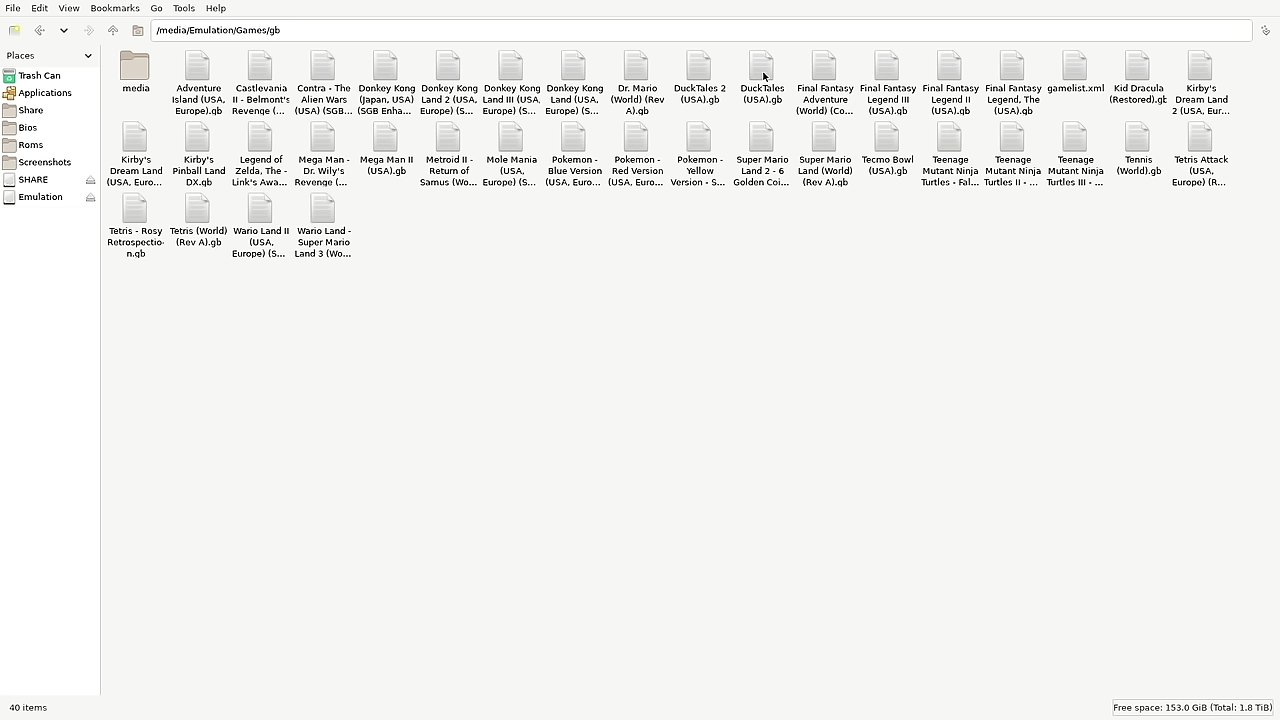 File Edit View Bookmarks Go Tools Help
/media/Emulation/Games/gb
Places
Trash Can
Applications
Share
Bios
Roms
Screenshots
SHARE
Emulation
media
Adventure
Island (USA,
Europe).gb
Castlevania
II - Belmont's
Revenge (...
Contra - The
Alien Wars
(USA) (SGB...
Donkey Kong
(Japan, USA)
(SGB Enha...
Donkey Kong
Land 2 (USA,
Europe) (S...
Donkey Kong
Land III (USA,
Europe) (S...
Donkey Kong
Land (USA,
Europe) (S...
Dr. Mario
(World) (Rev
A).gb
DuckTales 2
(USA).gb
DuckTales
(USA).gb
Final Fantasy
Adventure
(World) (Co...
Final Fantasy
Legend III
(USA).gb
Final Fantasy
Legend II
(USA).gb
Final Fantasy
Legend, The
(USA).gb
gamelist.xml
Kid Dracula
(Restored).gb
Kirby's
Dream Land
2 (USA, Eur...
Kirby's
Dream Land
(USA, Euro...
Kirby's
Pinball Land
DX.gb
Legend of
Zelda, The -
Link's Awa...
Mega Man -
Dr. Wily's
Revenge (...
Mega Man II
(USA).gb
Metroid II -
Return of
Samus (Wo...
Mole Mania
(USA,
Europe) (S...
Pokemon -
Blue Version
(USA, Euro...
Pokemon -
Red Version
(USA, Euro...
Pokemon -
Yellow
Version - S...
Super Mario
Land 2 - 6
Golden Coi...
Super Mario
Land (World)
(Rev A).gb
Tecmo Bowl
(USA).gb
Teenage
Mutant Ninja
Turtles - Fal...
Teenage
Mutant Ninja
Turtles II - ...
Teenage
Mutant Ninja
Turtles III - ...
Tennis
(World).gb
Tetris Attack
(USA,
Europe) (R...
Tetris - Rosy
Retrospectio-
n.gb
Tetris (World)
(Rev A).gb
Wario Land II
(USA,
Europe) (S...
Wario Land -
Super Mario
Land 3 (Wo...
40 items
Free space: 153.0 GiB (Total: 1.8 TiB)